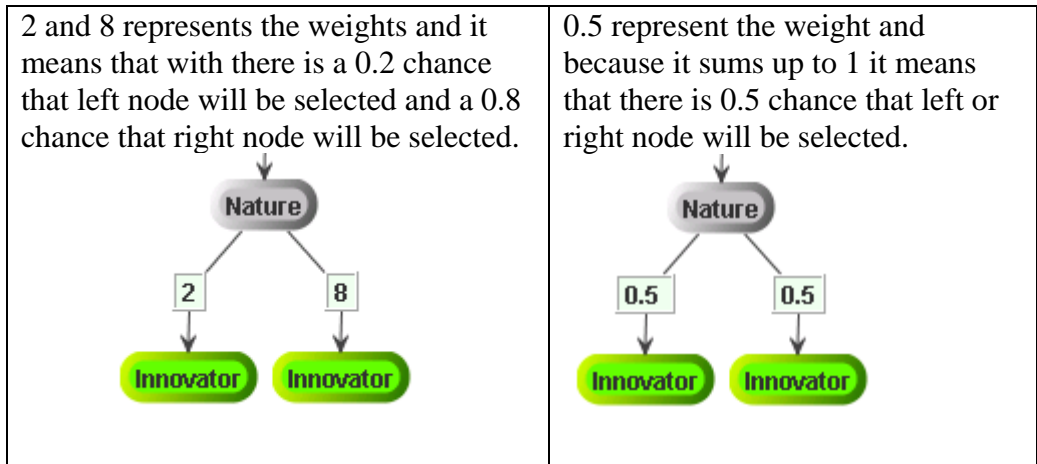 2 and 8 represents the weights and it
means that with there is a 0.2 chance
that left node will be selected and a 0.8
chance that right node will be selected.
Nature
2 8
Innovator Innovator
0.5 represent the weight and
because it sums up to 1 it means
that there is 0.5 chance that left or
right node will be selected.
Nature
0.5 0.5
Innovator Innovator